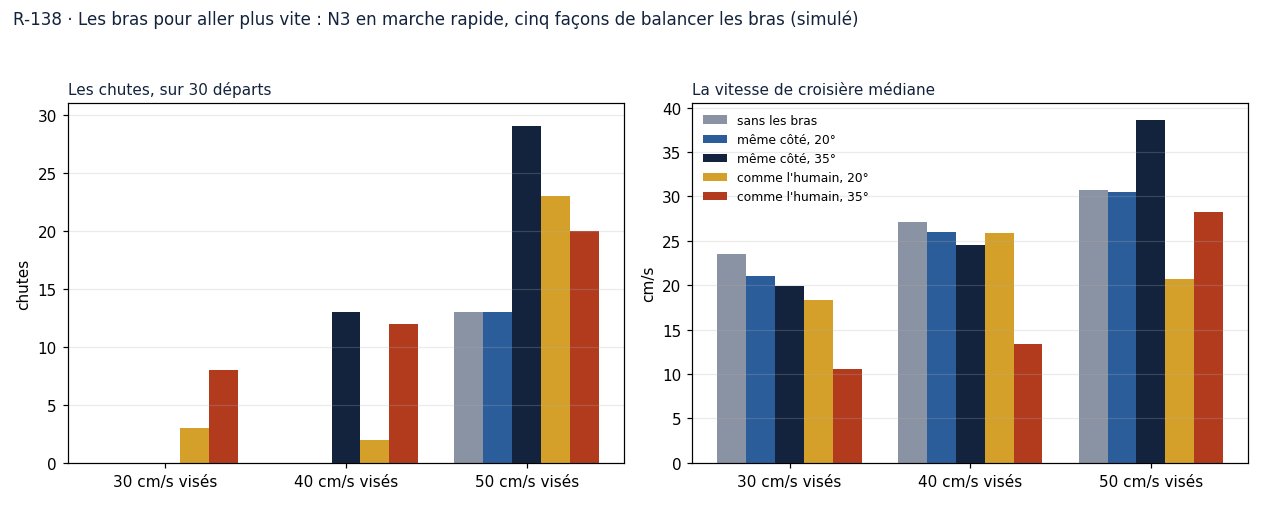 R-138 · Les bras pour aller plus vite : N3 en marche rapide, cinq façons de balancer les bras (simulé)
Les chutes, sur 30 départs
30
25
20
15
10
5
0
chutes
30 cm/s visés
40 cm/s visés
50 cm/s visés
La vitesse de croisière médiane
40
35
30
25
20
15
10
5
0
cm/s
sans les bras
même côté, 20°
même côté, 35°
comme l'humain, 20°
comme l'humain, 35°
30 cm/s visés
40 cm/s visés
50 cm/s visés